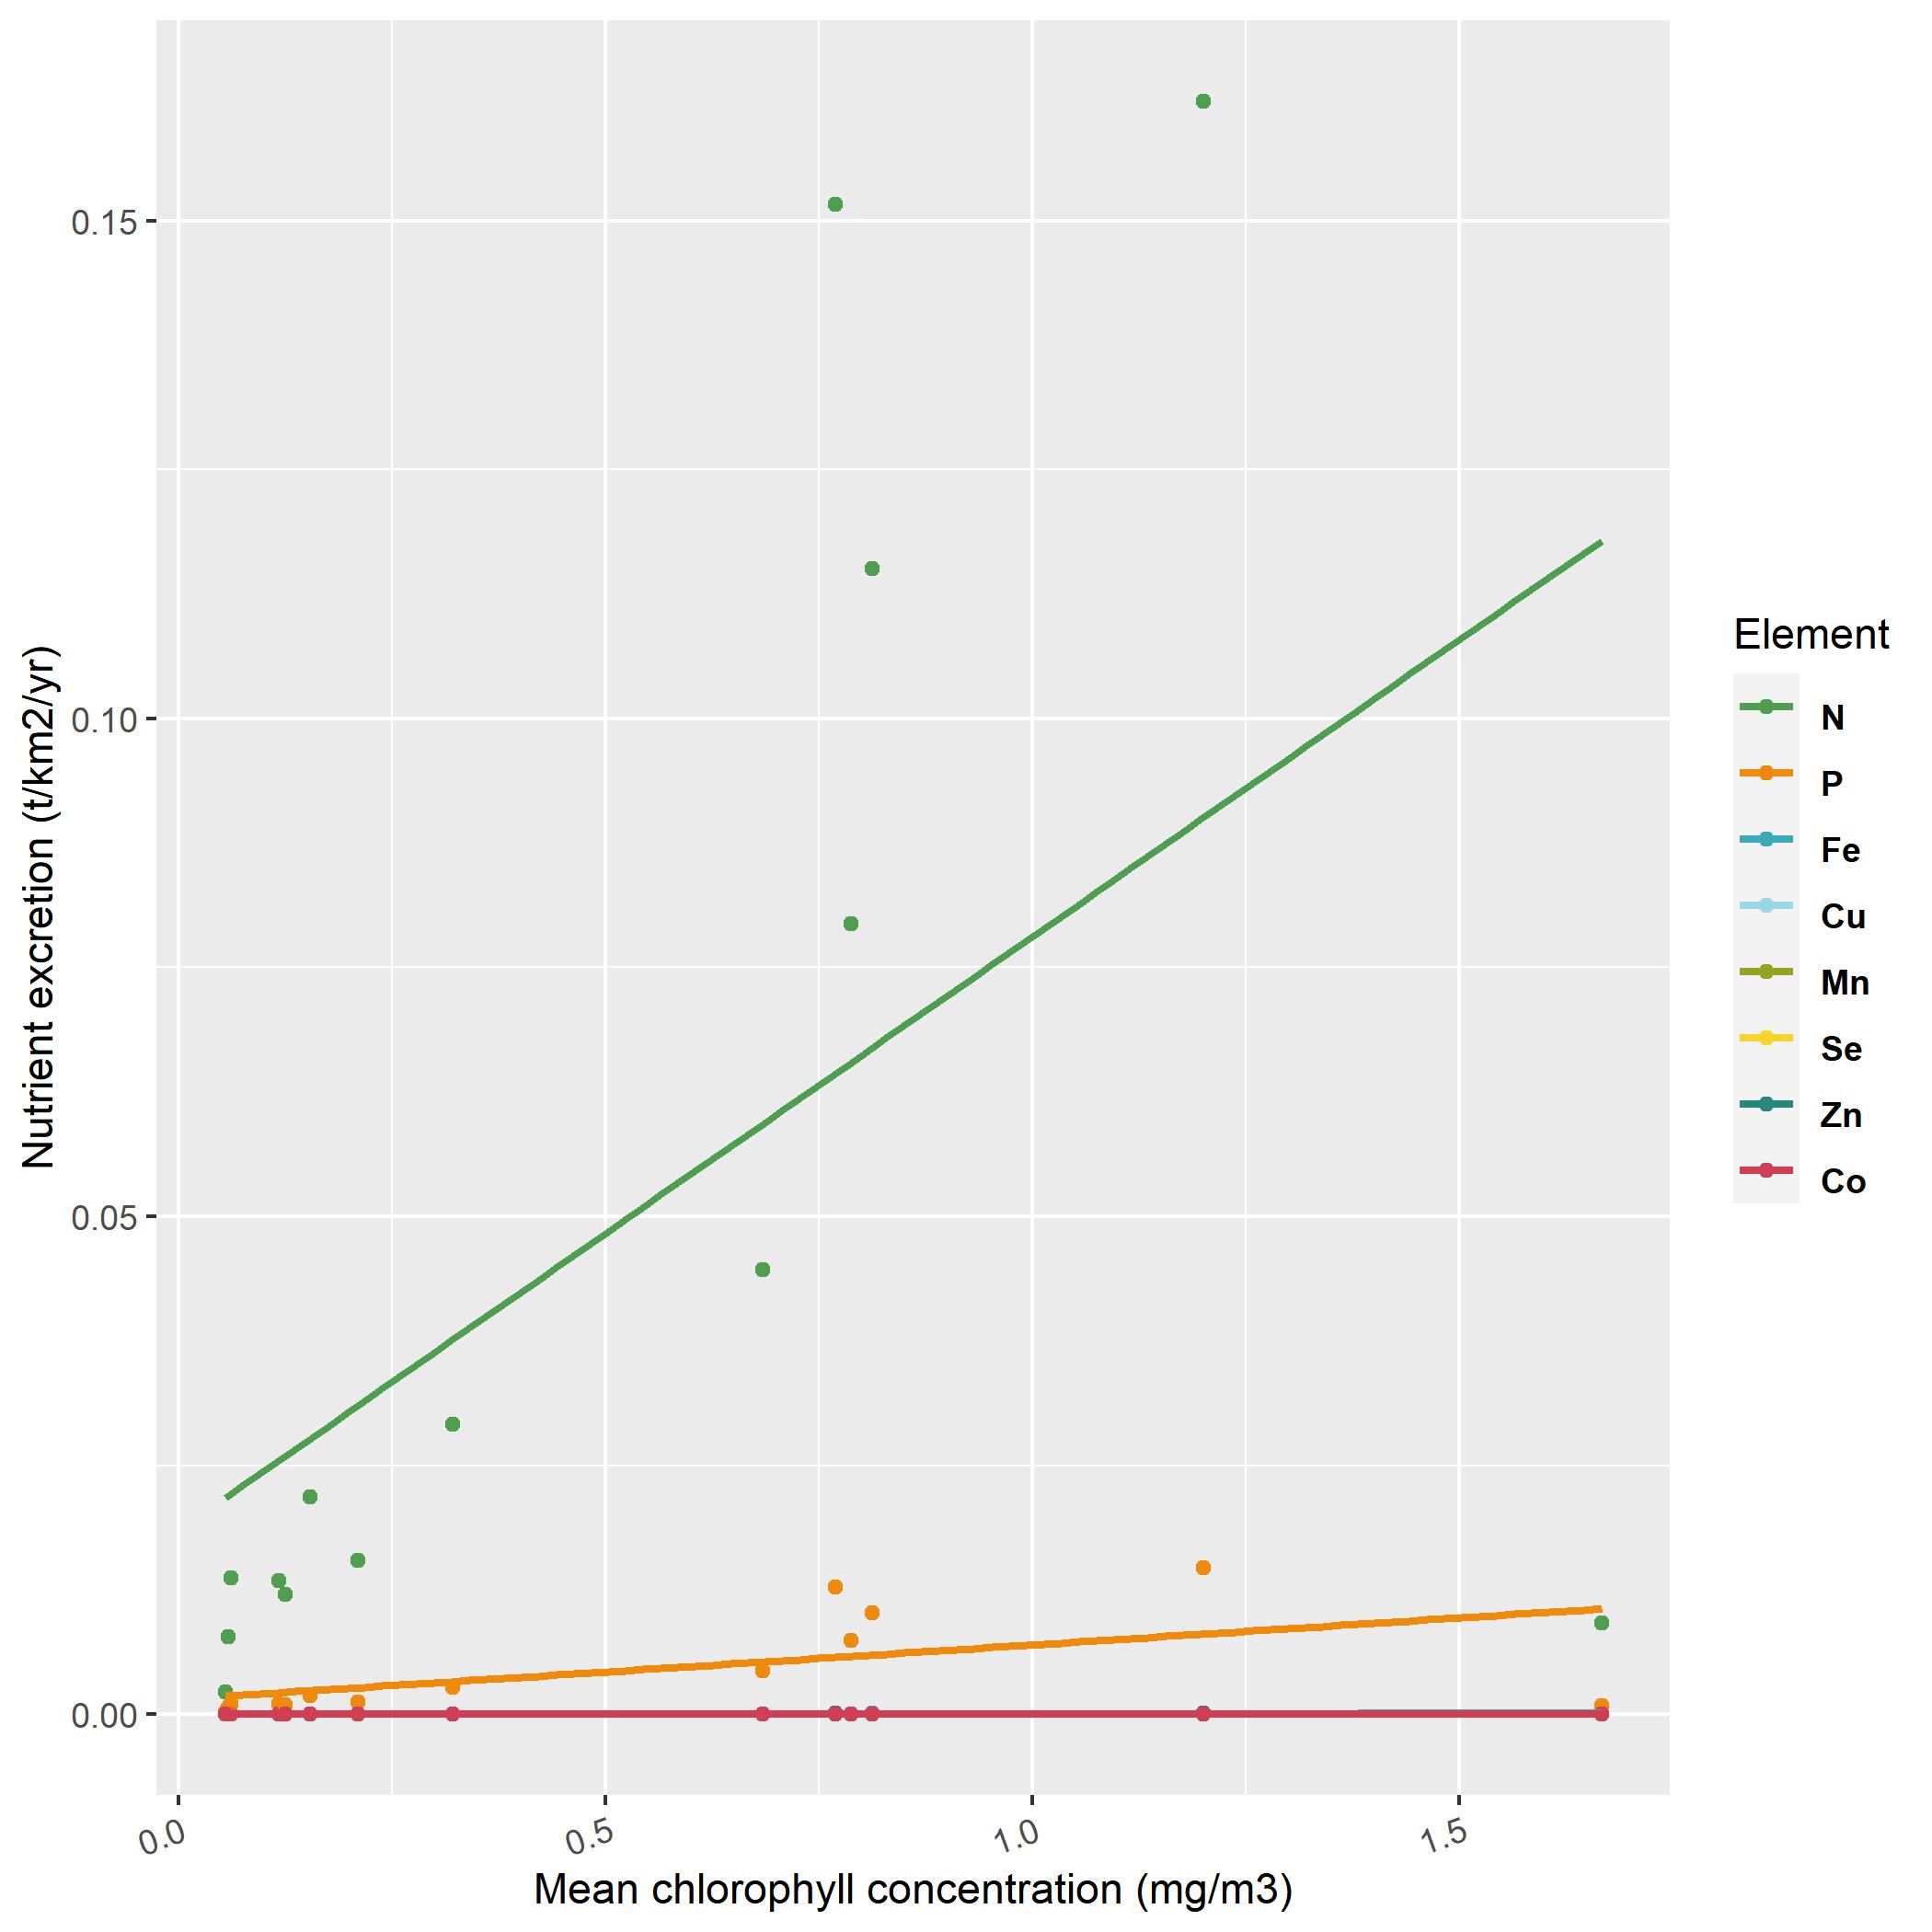 Nutrient excretion (t/km2/yr)
0.15
0.10
0.05
0.00
0.0
0.5
1.0
1.5
Mean chlorophyll concentration (mg/m3)
Element
N
P
Fe
Cu
Mn
Se
Zn
Co